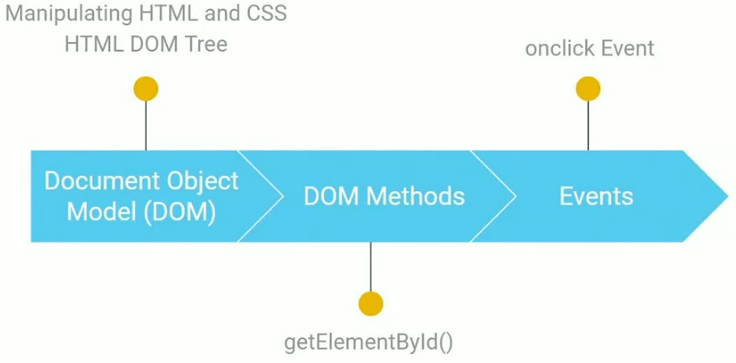 Manipulating HTML and CSS
HTML DOM Tree
onclick Event
Document Object
Model (DOM)
DOM Methods
Events
getElementById()